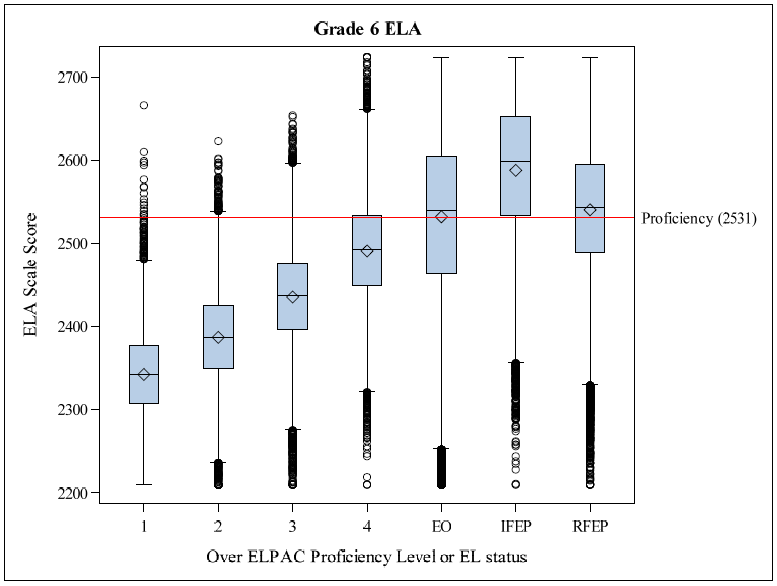 Grade 6 ELA
2700
2600
2500
2400
2300
2200
ELA Scale Score
Proficiency (2531)
1 2 3 4 EO IFEP RFEP
Over ELPAC Proficiency Level or EL status